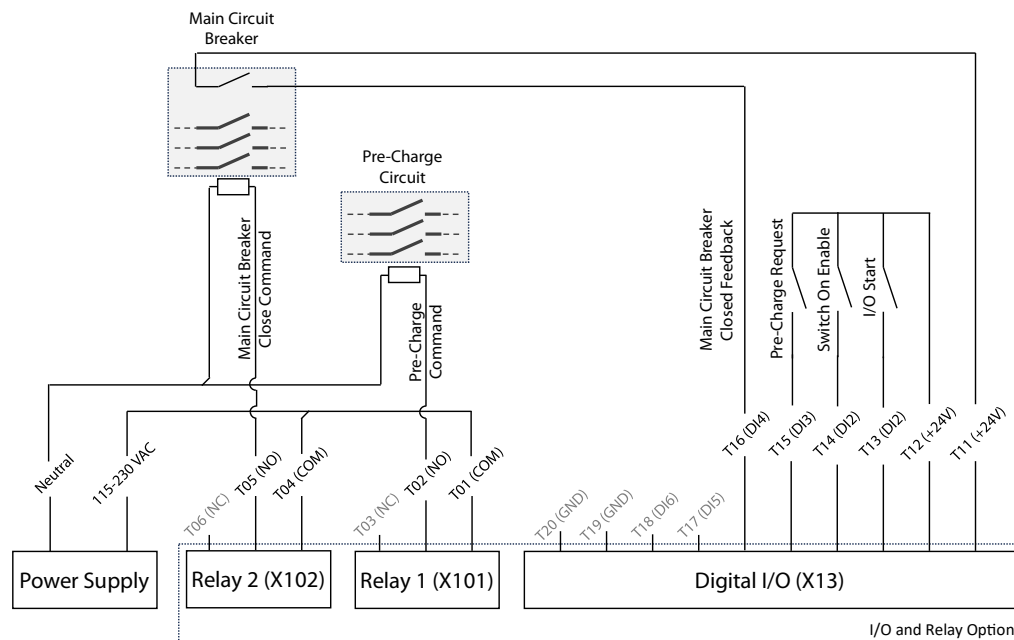 Main Circuit
Breaker
Pre-Charge
Circuit
Main Circuit Breaker
Close Command
Pre-Charge
Command
Main Circuit Breaker
Closed Feedback
Pre-Charge Request
Switch On Enable
I/O Start
Neutral
115-230 VAC
T06 (NC)
T05 (NO)
T04 (COM)
T03 (NC)
T02 (NO)
T01 (COM)
T20 (GND)
T19 (GND)
T18 (DI6)
T17 (DI5)
T16 (DI4)
T15 (DI3)
T14 (DI2)
T13 (DI2)
T12 (+24V)
T11 (+24V)
Power Supply
Relay 2 (X102)
Relay 1 (X101)
Digital I/O (X13)
I/O and Relay Option